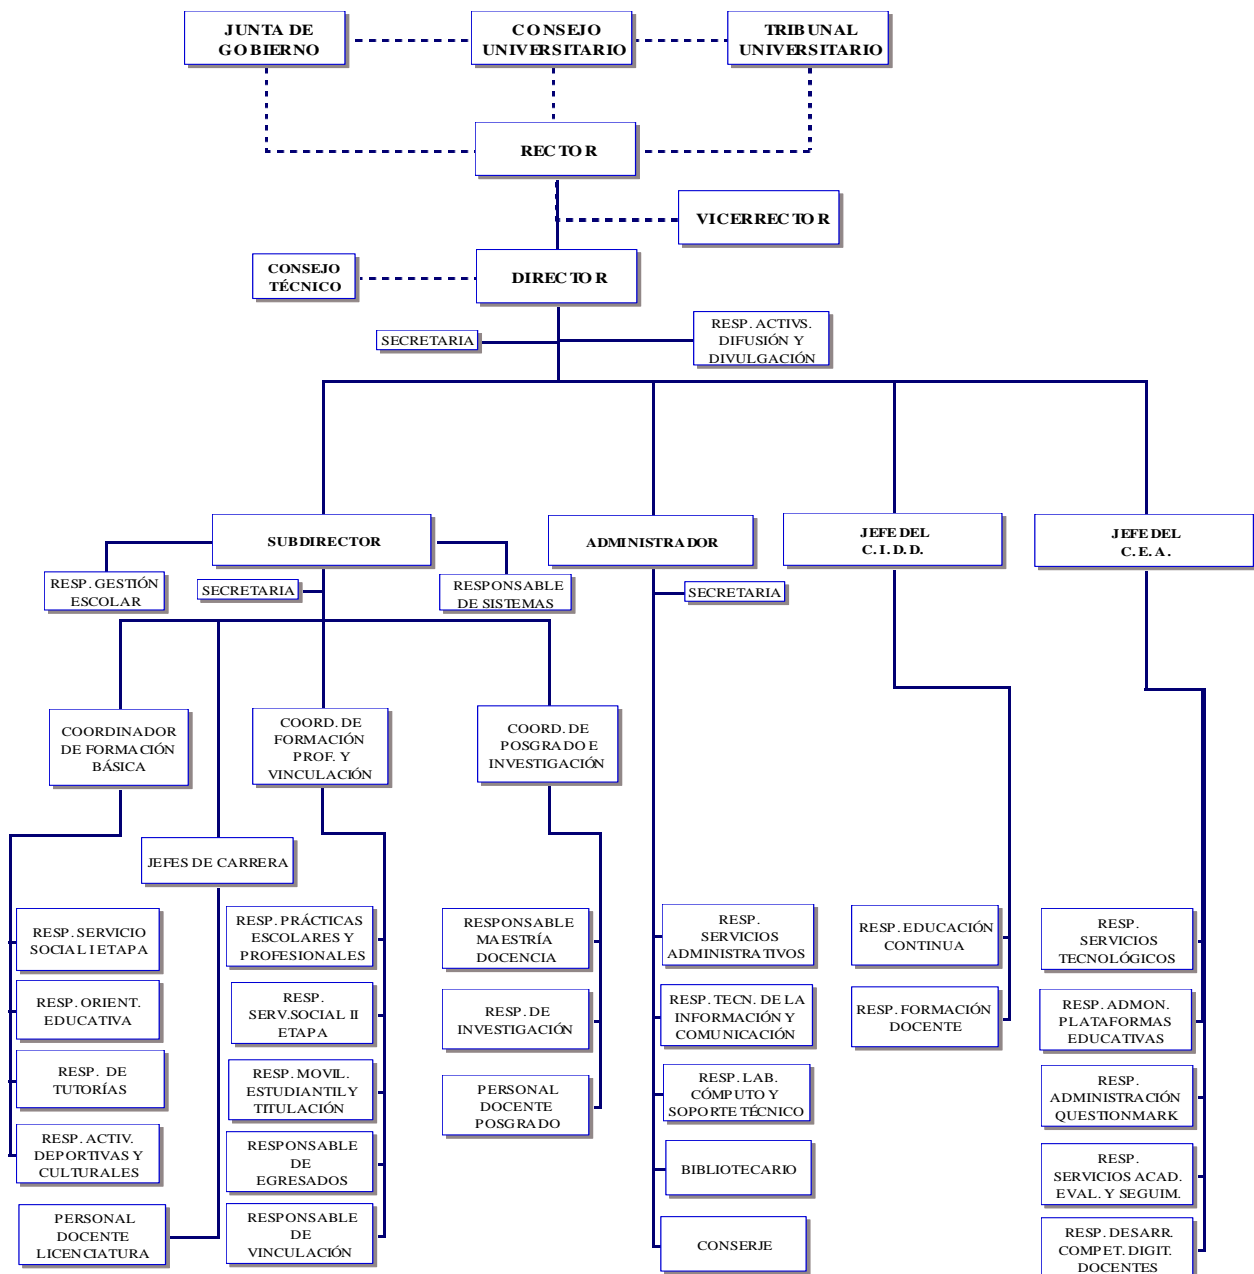 JUNTA DE
GOBIERNO
CONSEJO
UNIVERSITARIO
TRIBUNAL
UNIVERSITARIO
RECTOR
VICERRECTOR
CONSEJO
TÉCNICO
DIRECTOR
SECRETARIA
RESP. ACTIVS.
DIFUSIÓN Y
DIVULGACIÓN
SUBDIRECTOR
ADMINISTRADOR
JEFE DEL
C. I. D. D.
JEFE DEL
C. E. A.
RESP. GESTIÓN
ESCOLAR
SECRETARIA
RESPONSABLE
DE SISTEMAS
SECRETARIA
COORDINADOR
DE FORMACIÓN
BÁSICA
COORD. DE
FORMACIÓN
PROF. Y
VINCULACIÓN
COORD. DE
POSGRADO E
INVESTIGACIÓN
JEFES DE CARRERA
RESP. SERVICIO
SOCIAL I ETAPA
RESP. ORIENT.
EDUCATIVA
RESP. DE
TUTORÍAS
RESP. ACTIV.
DEPORTIVAS Y
CULTURALES
PERSONAL
DOCENTE
LICENCIATURA
RESP. PRÁCTICAS
ESCOLARES Y
PROFESIONALES
RESP.
SERV.SOCIAL II
ETAPA
RESP. MOVIL.
ESTUDIANTIL Y
TITULACIÓN
RESPONSABLE
DE
EGRESADOS
RESPONSABLE
DE
VINCULACIÓN
RESPONSABLE
MAESTRÍA
DOCENCIA
RESP. DE
INVESTIGACIÓN
PERSONAL
DOCENTE
POSGRADO
RESP.
SERVICIOS
ADMINISTRATIVOS
RESP. TECN. DE LA
INFORMACIÓN Y
COMUNICACIÓN
RESP. LAB.
CÓMPUTO Y
SOPORTE TÉCNICO
BIBLIOTECARIO
CONSERJE
RESP. EDUCACIÓN
CONTINUA
RESP. FORMACIÓN
DOCENTE
RESP.
SERVICIOS
TECNOLÓGICOS
RESP. ADMON.
PLATAFORMAS
EDUCATIVAS
RESP.
ADMINISTRACIÓN
QUESTIONMARK
RESP.
SERVICIOS ACAD.
EVAL. Y SEGUIM.
RESP. DESARR.
COMPET. DIGIT.
DOCENTES